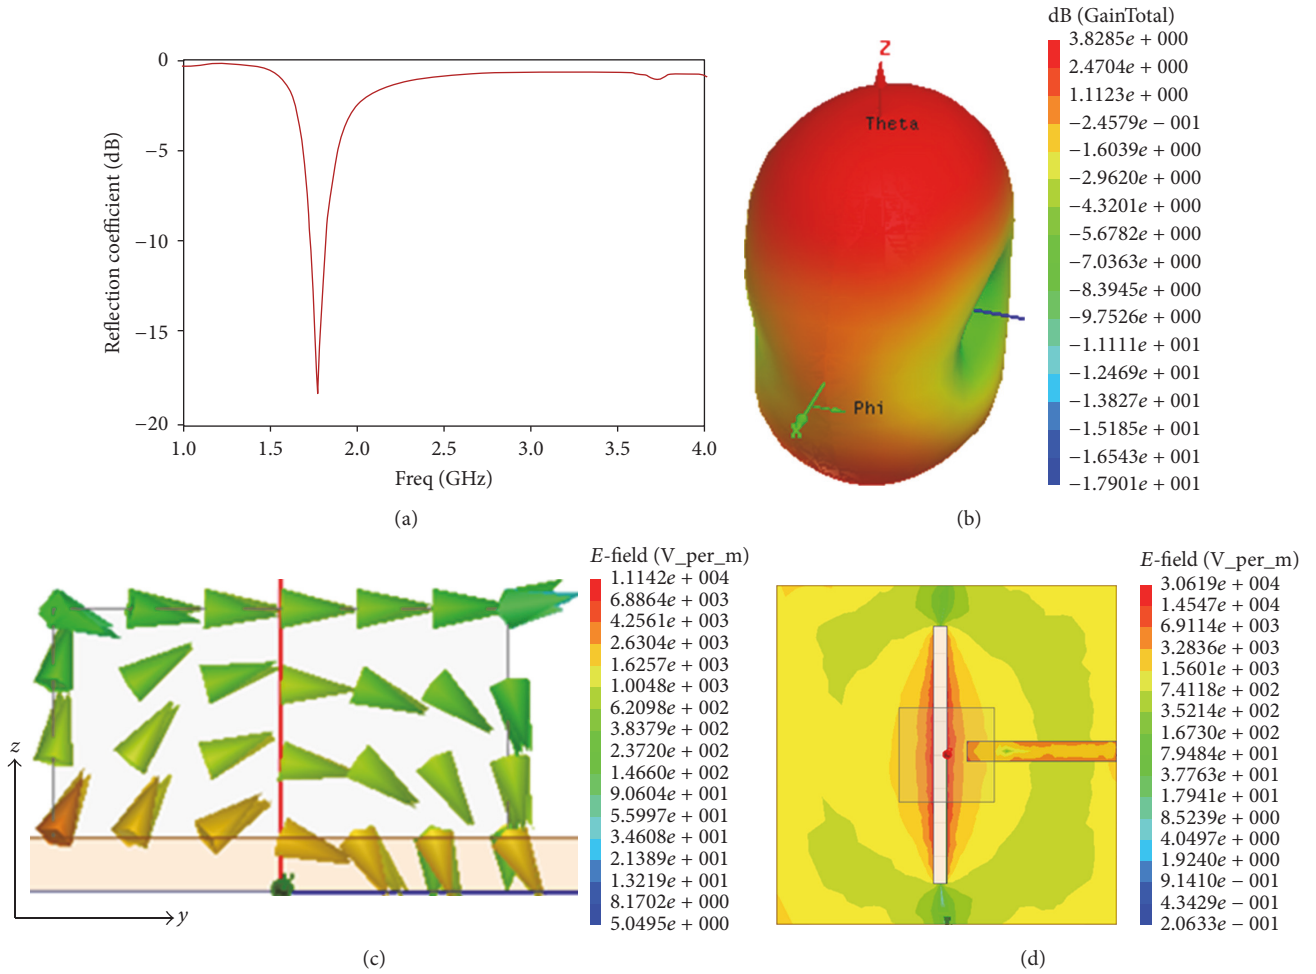 0
−5
−10
−15
−20
Reflection coefficient (dB)
1.0 1.5 2.0 2.5 3.0 3.5 4.0
Freq (GHz)
(a)
dB (GainTotal)
3.8285e + 000
2.4704e + 000
1.1123e + 000
−2.4579e − 001
−1.6039e + 000
−2.9620e + 000
−4.3201e + 000
−5.6782e + 000
−7.0363e + 000
−8.3945e + 000
−9.7526e + 000
−1.1111e + 001
−1.2469e + 001
−1.3827e + 001
−1.5185e + 001
−1.6543e + 001
−1.7901e + 001
Z
Theta
Phi
X
(b)
E-field (V_per_m)
1.1142e + 004
6.8864e + 003
4.2561e + 003
2.6304e + 003
1.6257e + 003
1.0048e + 003
6.2098e + 002
3.8379e + 002
2.3720e + 002
1.4660e + 002
9.0604e + 001
5.5997e + 001
3.4608e + 001
2.1389e + 001
1.3219e + 001
8.1702e + 000
5.0495e + 000
z
y
(c)
E-field (V_per_m)
3.0619e + 004
1.4547e + 004
6.9114e + 003
3.2836e + 003
1.5601e + 003
7.4118e + 002
3.5214e + 002
1.6730e + 002
7.9484e + 001
3.7763e + 001
1.7941e + 001
8.5239e + 000
4.0497e + 000
1.9240e + 000
9.1410e − 001
4.3429e − 001
2.0633e − 001
(d)